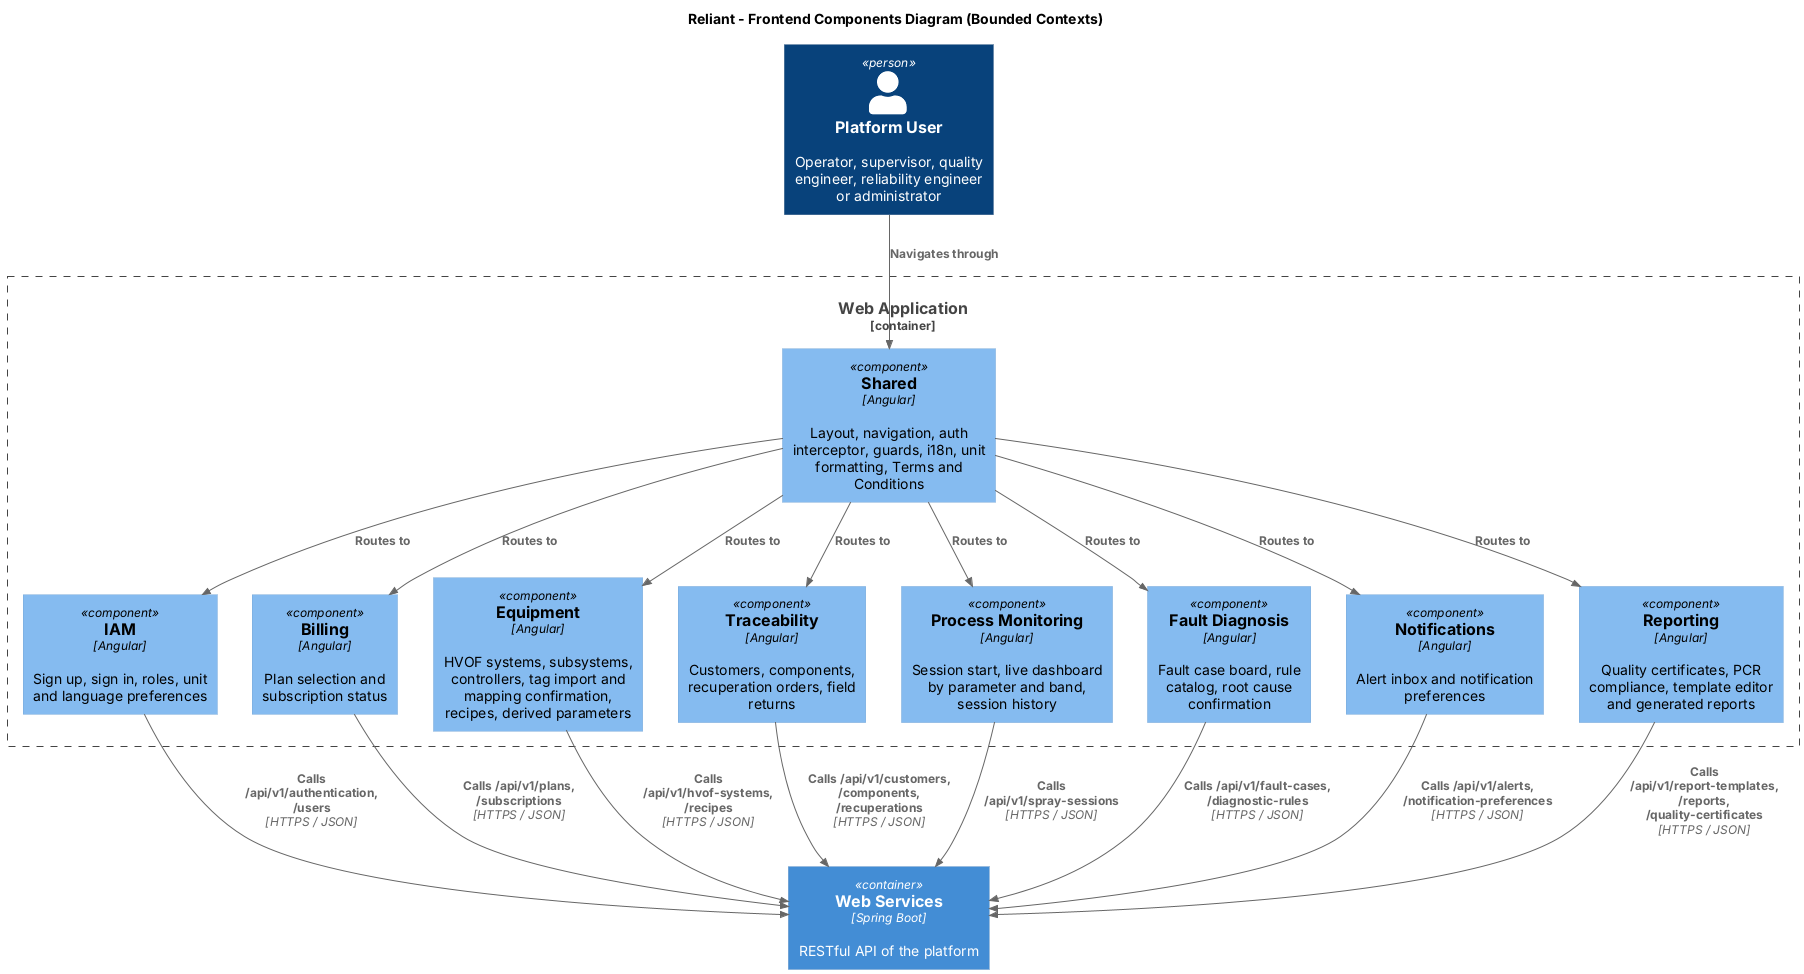 Reliant - Frontend Components Diagram (Bounded Contexts)
«person»
Platform User
Operator, supervisor, quality
engineer, reliability engineer
or administrator
Navigates through
Web Application
[container]
«component»
Shared
[Angular]
Layout, navigation, auth
interceptor, guards, i18n, unit
formatting, Terms and
Conditions
Routes to
Routes to
Routes to
Routes to
Routes to
Routes to
Routes to
Routes to
«component»
IAM
[Angular]
Sign up, sign in, roles, unit
and language preferences
«component»
Billing
[Angular]
Plan selection and
subscription status
«component»
Equipment
[Angular]
HVOF systems, subsystems,
controllers, tag import and
mapping confirmation,
recipes, derived parameters
«component»
Traceability
[Angular]
Customers, components,
recuperation orders, field
returns
«component»
Process Monitoring
[Angular]
Session start, live dashboard
by parameter and band,
session history
«component»
Fault Diagnosis
[Angular]
Fault case board, rule
catalog, root cause
confirmation
«component»
Notifications
[Angular]
Alert inbox and notification
preferences
«component»
Reporting
[Angular]
Quality certificates, PCR
compliance, template editor
and generated reports
Calls
/api/v1/authentication,
/users
[HTTPS / JSON]
Calls /api/v1/plans,
/subscriptions
[HTTPS / JSON]
Calls
/api/v1/hvof-systems,
/recipes
[HTTPS / JSON]
Calls /api/v1/customers,
/components,
/recuperations
[HTTPS / JSON]
Calls
/api/v1/spray-sessions
[HTTPS / JSON]
Calls /api/v1/fault-cases,
/diagnostic-rules
[HTTPS / JSON]
Calls /api/v1/alerts,
/notification-preferences
[HTTPS / JSON]
Calls
/api/v1/report-templates,
/reports,
/quality-certificates
[HTTPS / JSON]
«container»
Web Services
[Spring Boot]
RESTful API of the platform